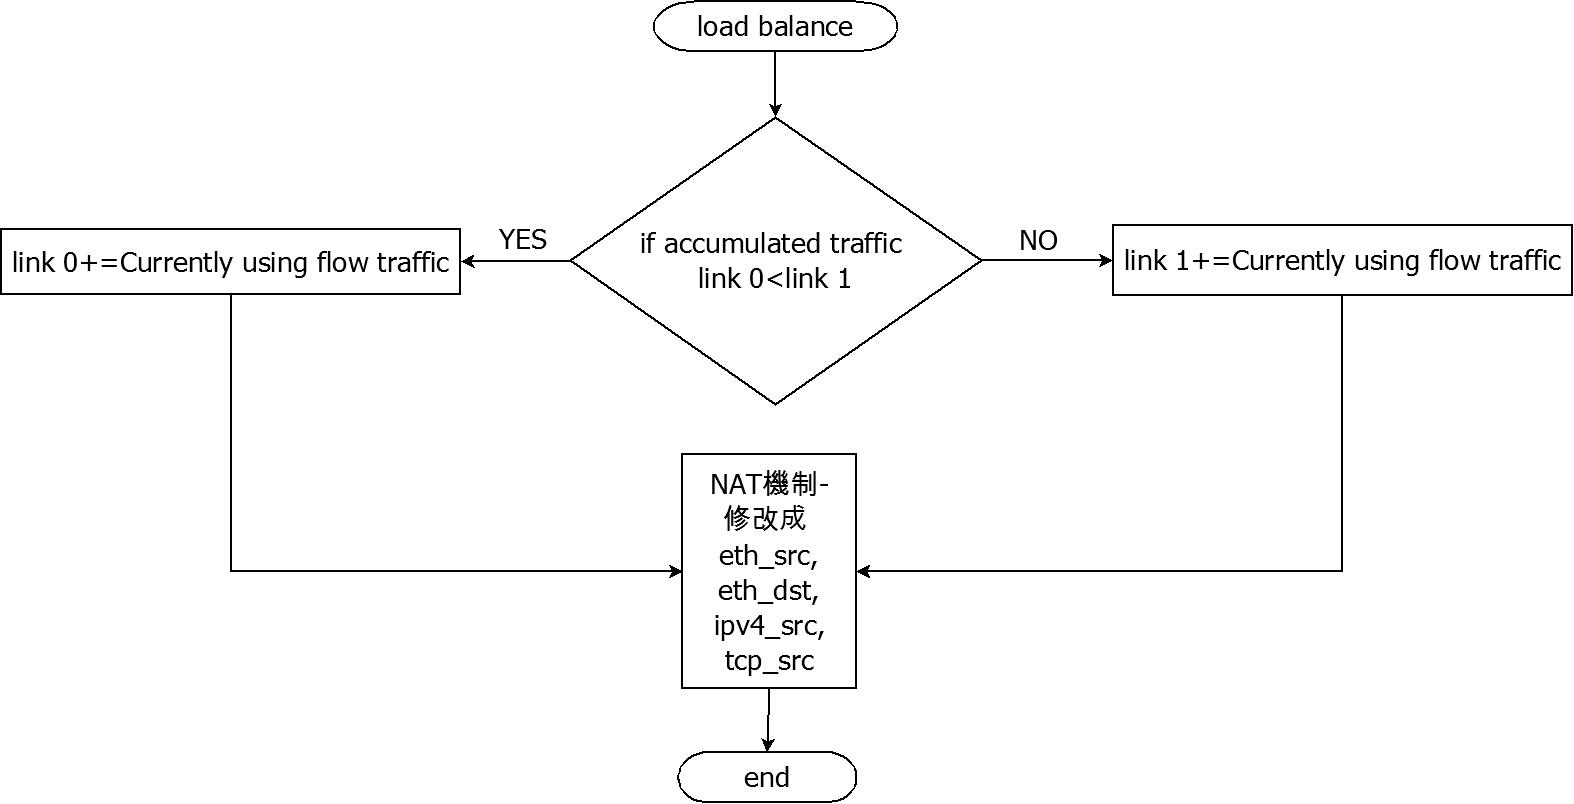 load balance
if accumulated traffic
link 0<link 1
YES
NO
link 0+=Currently using flow traffic
link 1+=Currently using flow traffic
NAT機制-
修改成
eth_src,
eth_dst,
ipv4_src,
tcp_src
end